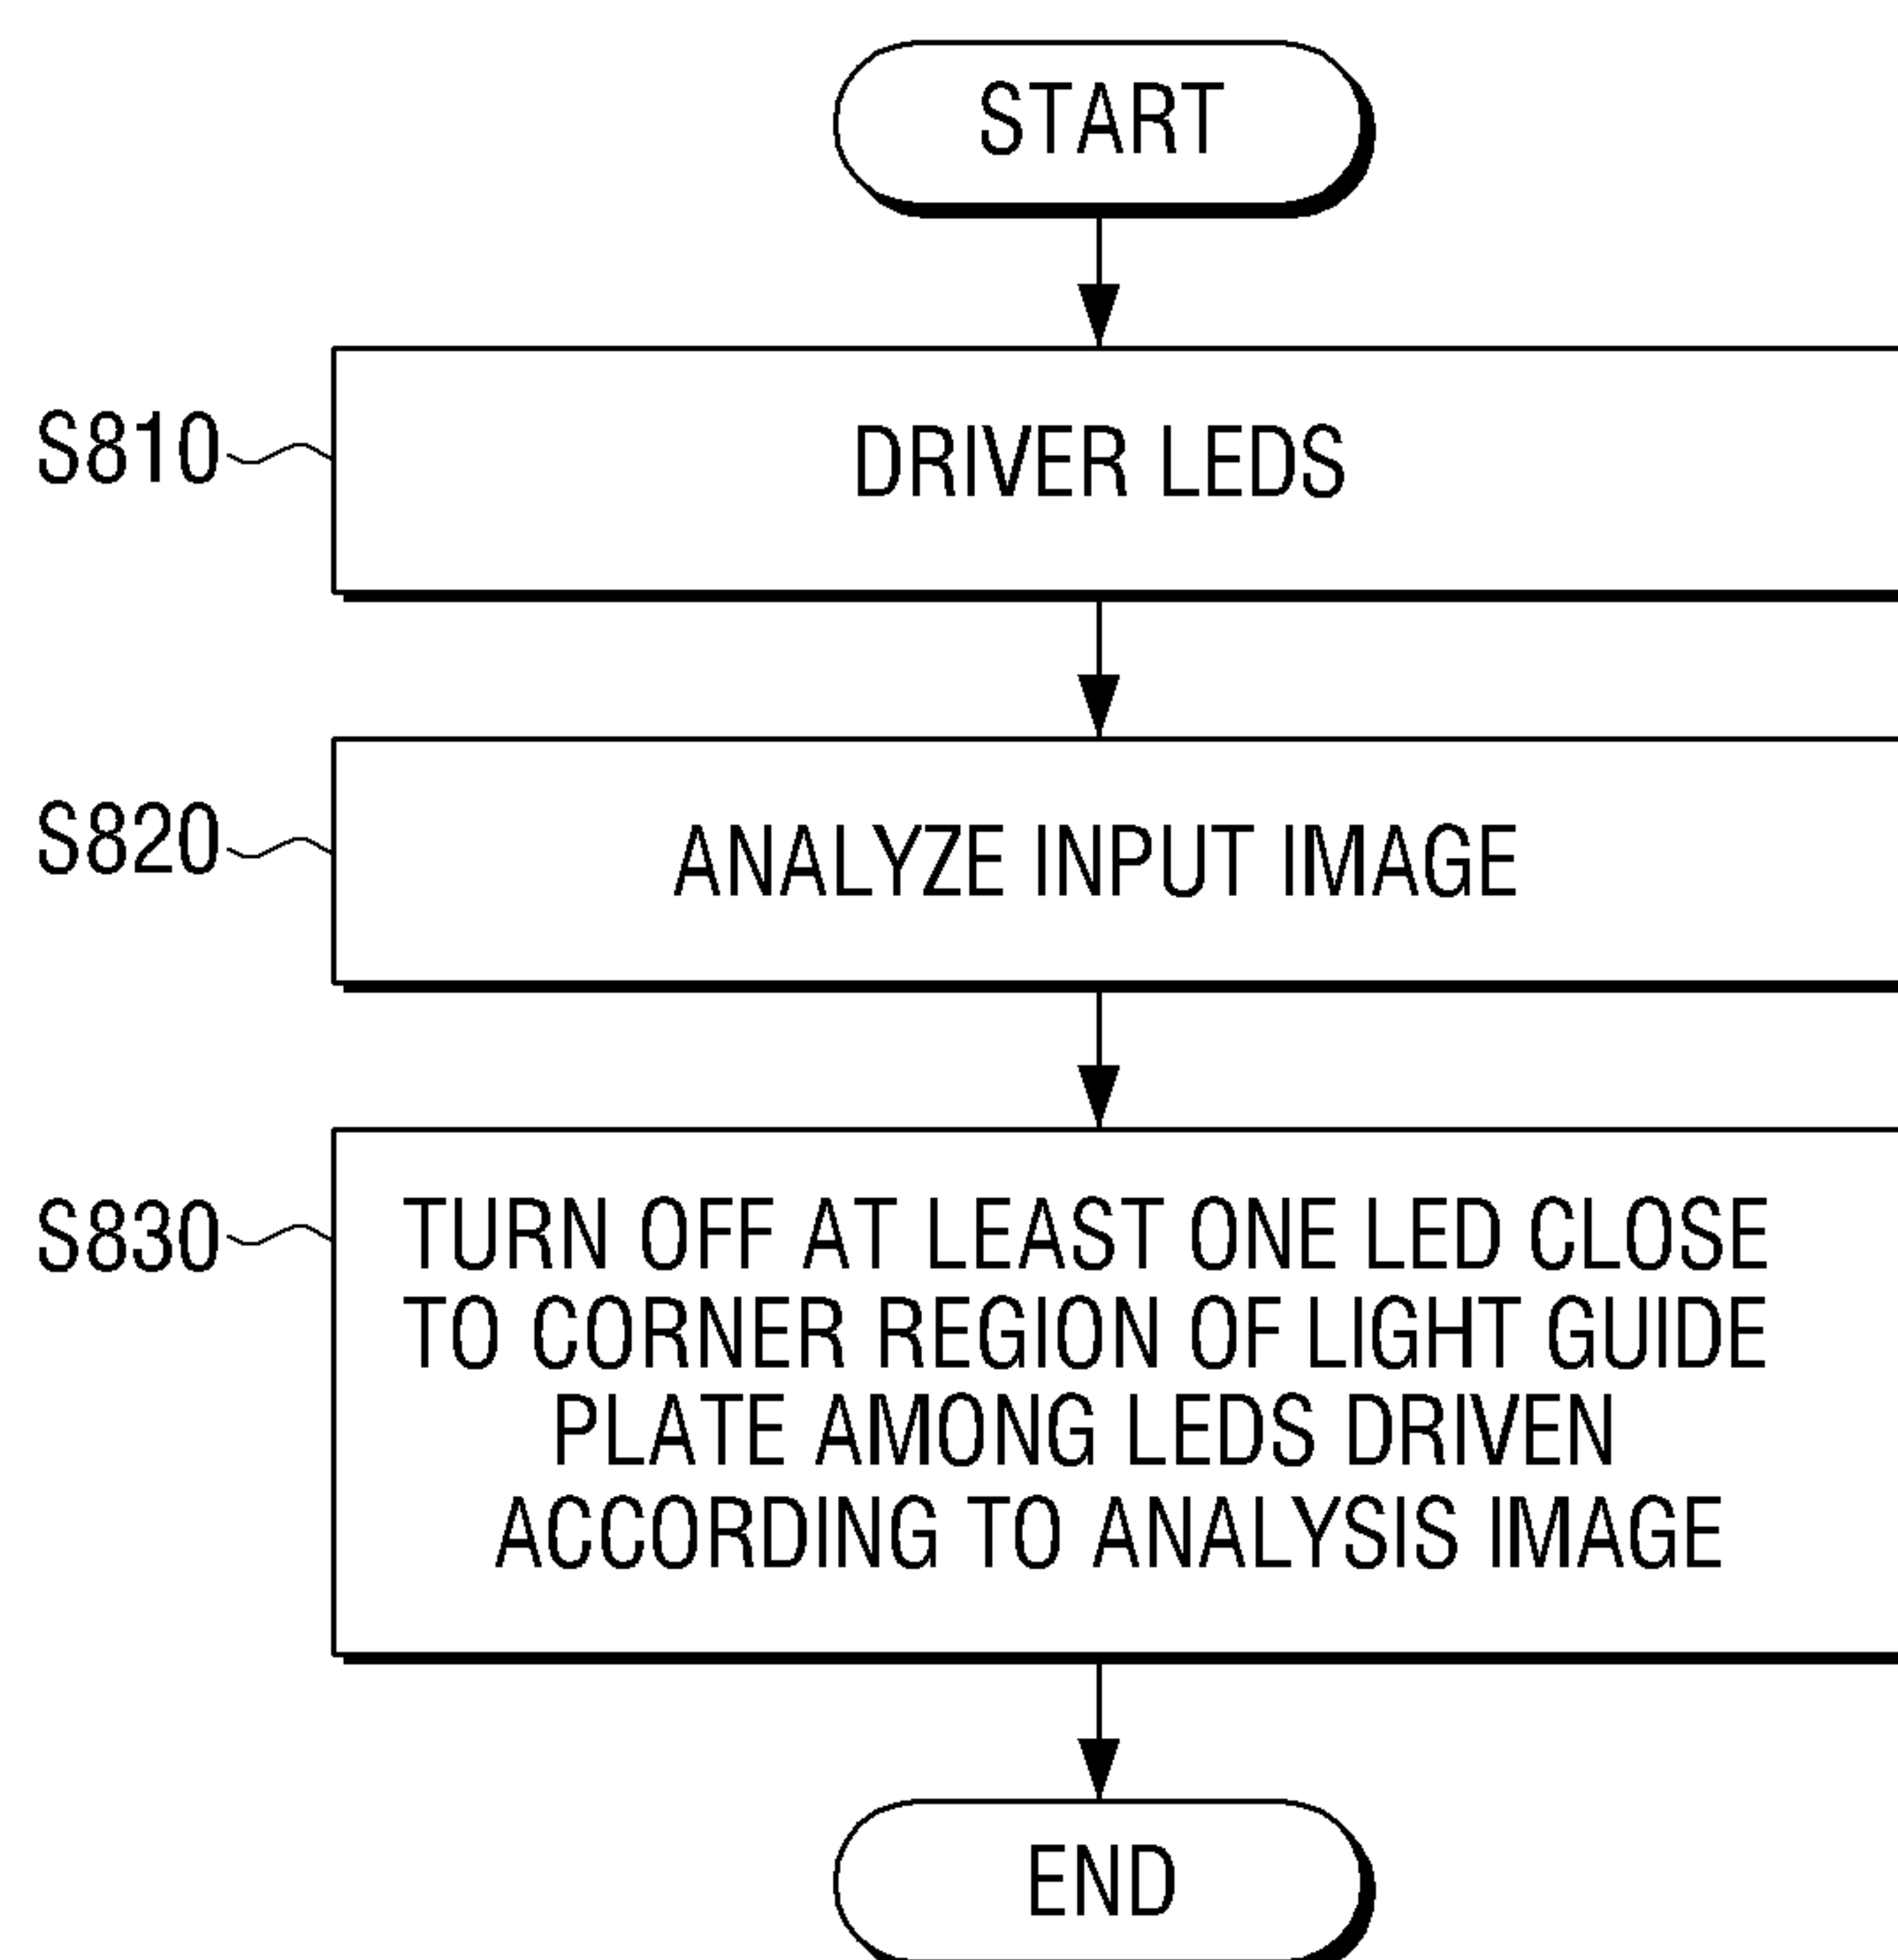 START
S810
DRIVER LEDS
S820
ANALYZE INPUT IMAGE
S830
TURN OFF AT LEAST ONE LED CLOSE
TO CORNER REGION OF LIGHT GUIDE
PLATE AMONG LEDS DRIVEN
ACCORDING TO ANALYSIS IMAGE
END